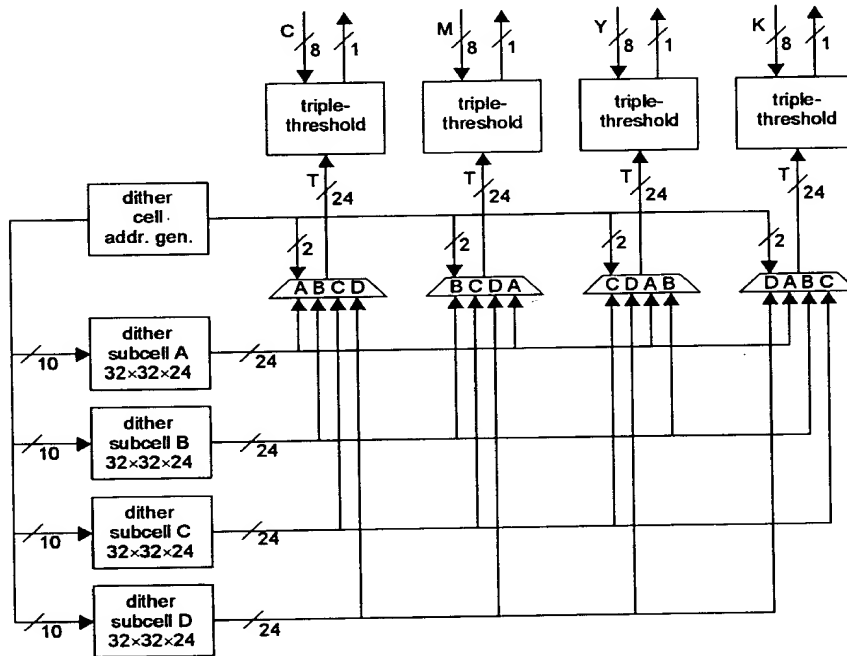 C 8 1 M 8 1 Y 8 1 K 8 1
triple-
threshold
triple-
threshold
triple-
threshold
triple-
threshold
T 24 T 24 T 24 T 24
dither
cell
addr. gen.
2 2 2 2
A B C D B C D A C D A B D A B C
dither
subcell A
32×32×24
10 24
dither
subcell B
32×32×24
10 24
dither
subcell C
32×32×24
10 24
dither
subcell D
32×32×24
10 24